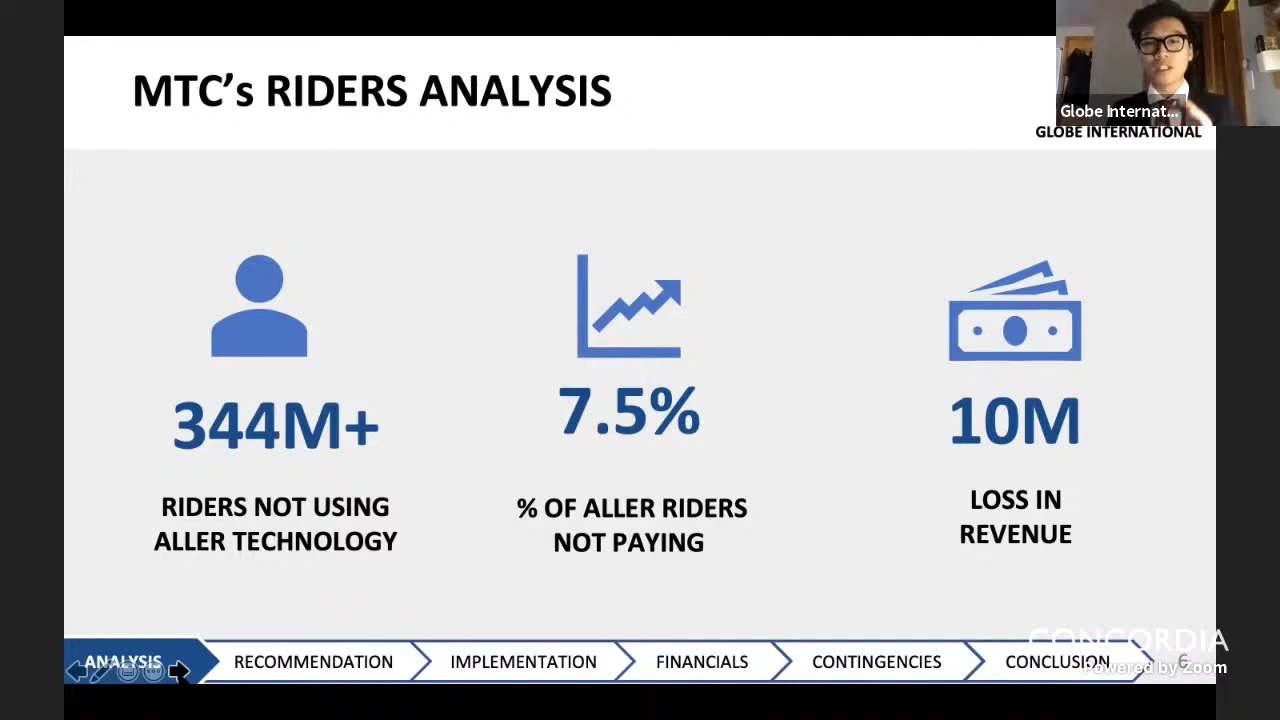 MTC's RIDERS ANALYSIS
Globe Internat...
GLOBE INTERNATIONAL
344M+
RIDERS NOT USING
ALLER TECHNOLOGY
7.5%
% OF ALLER RIDERS
NOT PAYING
10M
LOSS IN
REVENUE
ANALYSIS
RECOMMENDATION
IMPLEMENTATION
FINANCIALS
CONTINGENCIES
CONCLUSION
6
CONCORDIA
Powered by Zoom